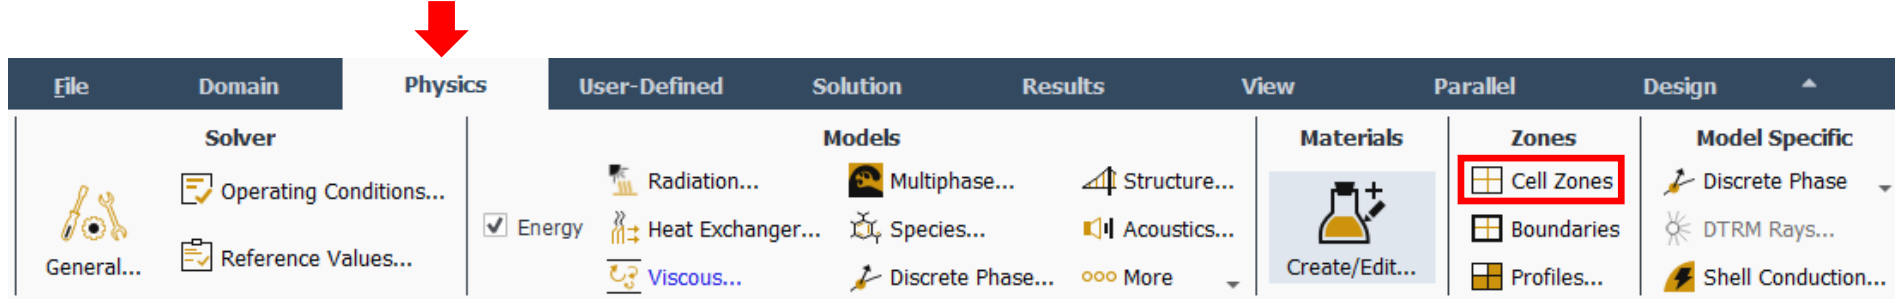 File Domain Physics User-Defined Solution Results View Parallel Design
Solver
General...
Operating Conditions...
Reference Values...
Models
Energy
Radiation...
Heat Exchanger...
Viscous...
Multiphase...
Species...
Discrete Phase...
Structure...
Acoustics...
More
Materials
Create/Edit...
Zones
Cell Zones
Boundaries
Profiles...
Model Specific
Discrete Phase
DTRM Rays...
Shell Conduction...